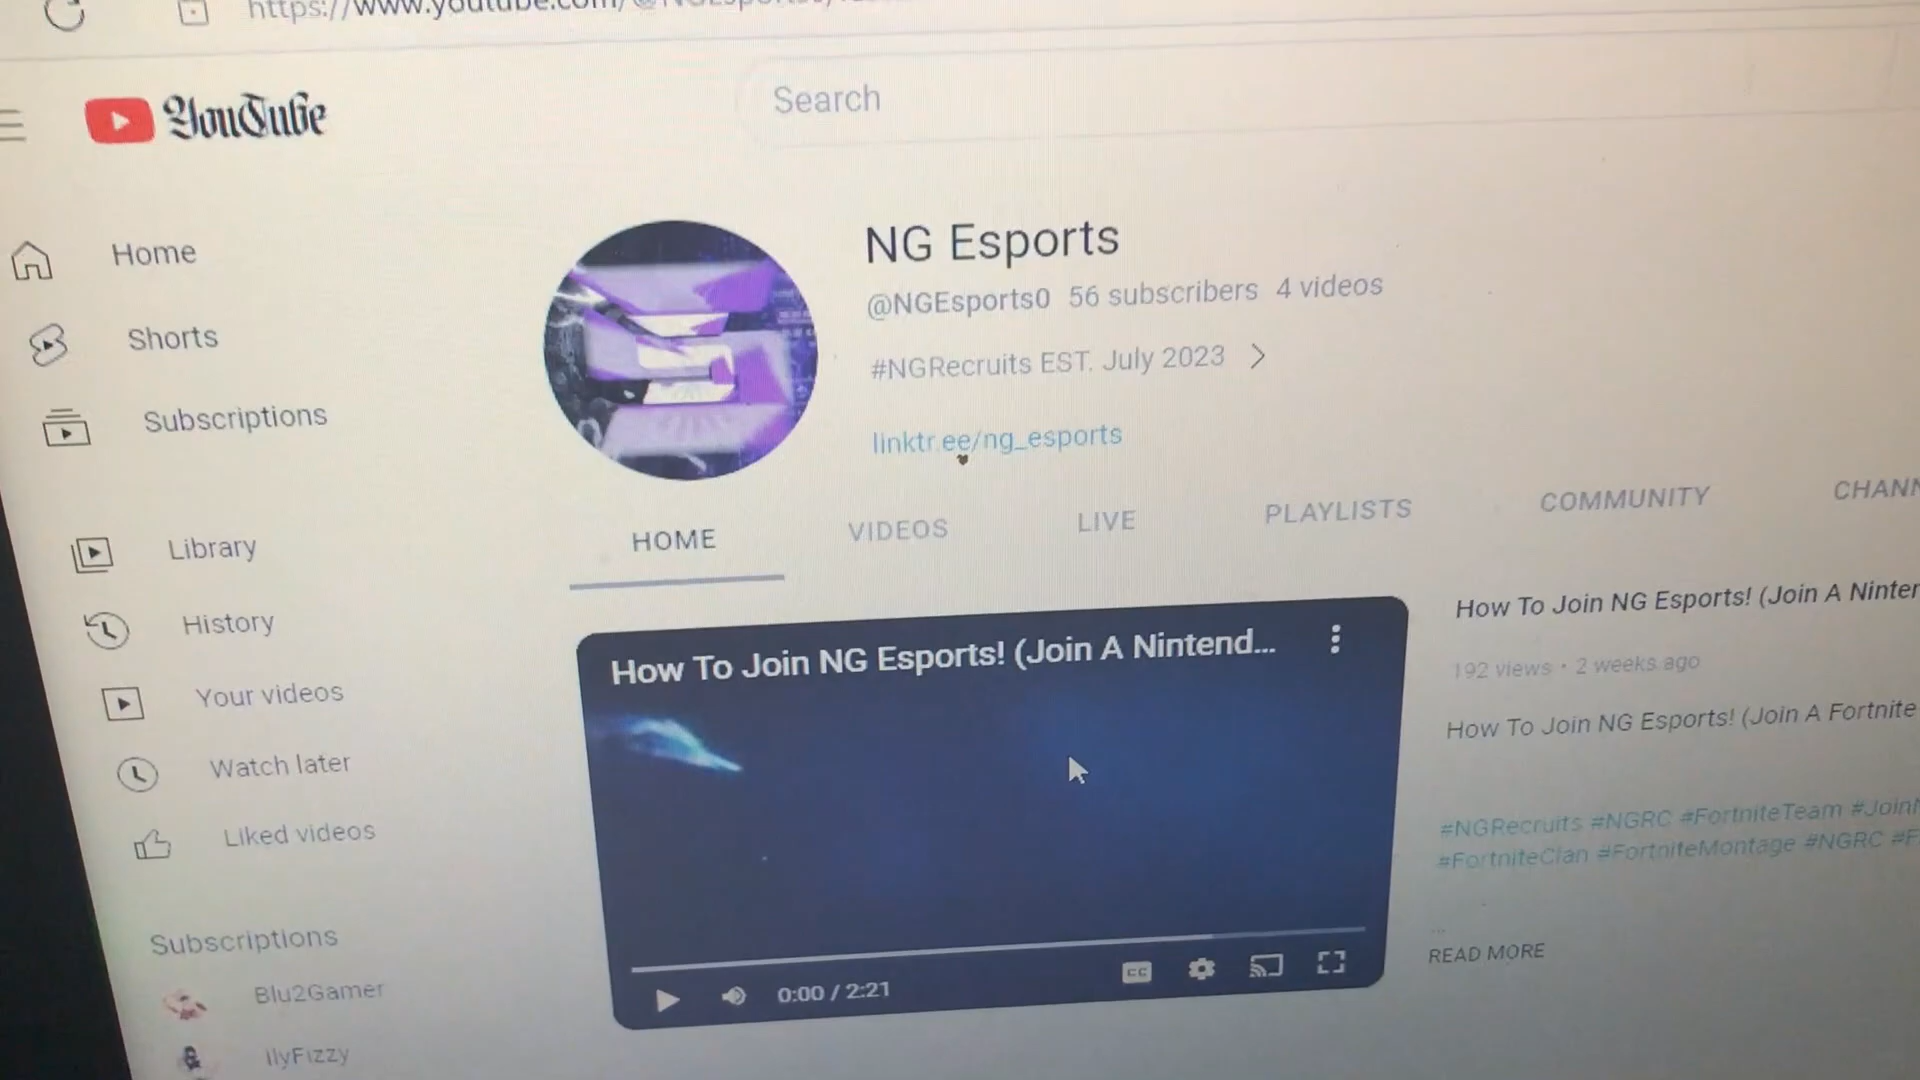 YouTube
Search
Home
Shorts
Subscriptions
Library
History
Your videos
Watch later
Liked videos
Subscriptions
Blu2Gamer
IlyFizzy
NG Esports
@NGEsports0 56 subscribers 4 videos
#NGRecruits EST. July 2023
linktr.ee/ng_esports
HOME VIDEOS LIVE PLAYLISTS COMMUNITY CHANN
How To Join NG Esports! (Join A Nintend...
CC
0:00 / 2:21
How To Join NG Esports! (Join A Ninten
192 views • 2 weeks ago
How To Join NG Esports! (Join A Fortnite
#NGRecruits #NGRC #FortniteTeam
#FortniteClan #FortniteMontage #NGRC
...
READ MORE